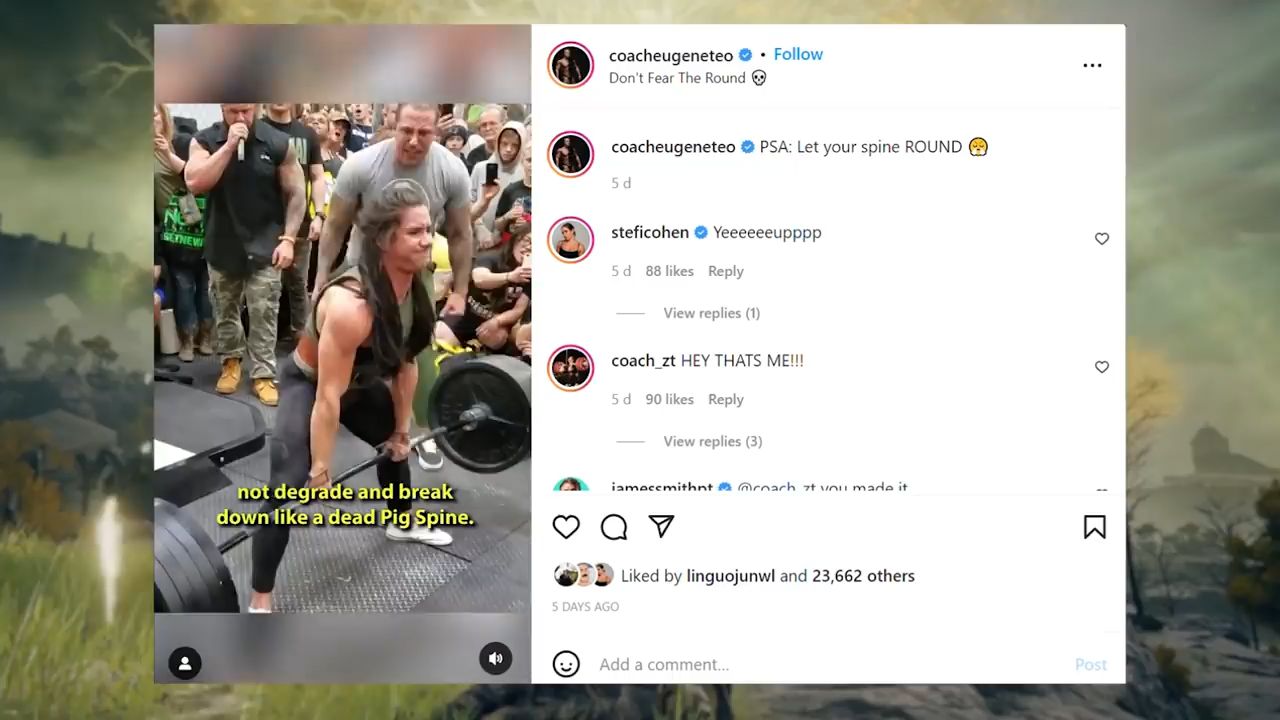 coacheugeneteo • Follow
Don't Fear The Round 💀
coacheugeneteo PSA: Let your spine ROUND 😤
5 d
steficohen Yeeeeeeupppp
5 d 88 likes Reply
View replies (1)
coach_zt HEY THATS ME!!!
5 d 90 likes Reply
View replies (3)
jamessmithpt @coach_zt you made it
not degrade and break
down like a dead Pig Spine.
Liked by linguojunwl and 23,662 others
5 DAYS AGO
Add a comment...
Post